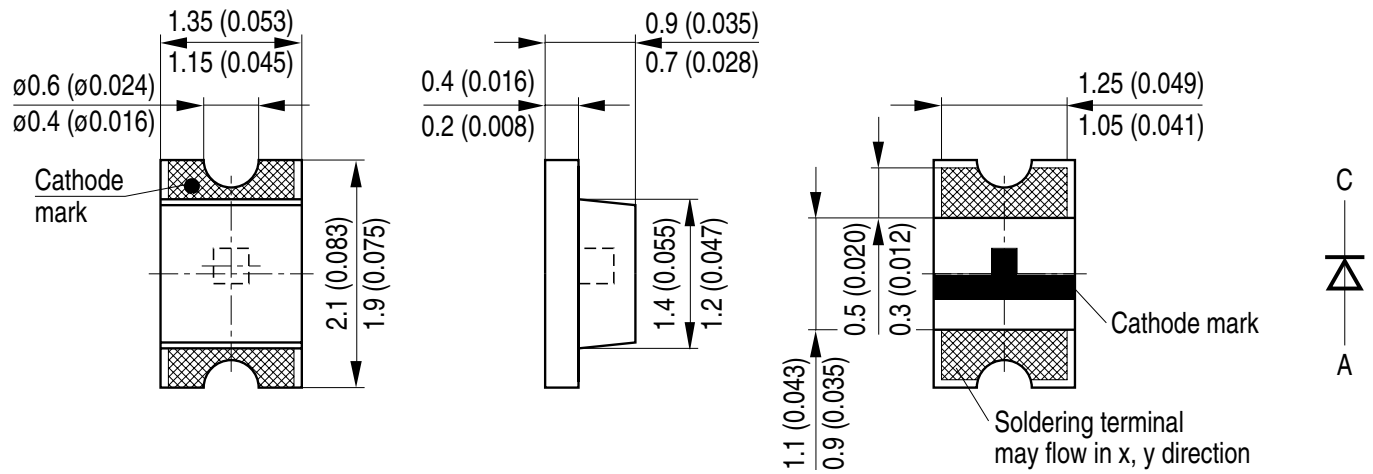 1.35 (0.053)
1.15 (0.045)
ø0.6 (ø0.024)
ø0.4 (ø0.016)
Cathode
mark
2.1 (0.083)
1.9 (0.075)
0.9 (0.035)
0.7 (0.028)
0.4 (0.016)
0.2 (0.008)
1.4 (0.055)
1.2 (0.047)
1.25 (0.049)
1.05 (0.041)
0.5 (0.020)
0.3 (0.012)
1.1 (0.043)
0.9 (0.035)
Cathode mark
Soldering terminal
may flow in x, y direction
C
A